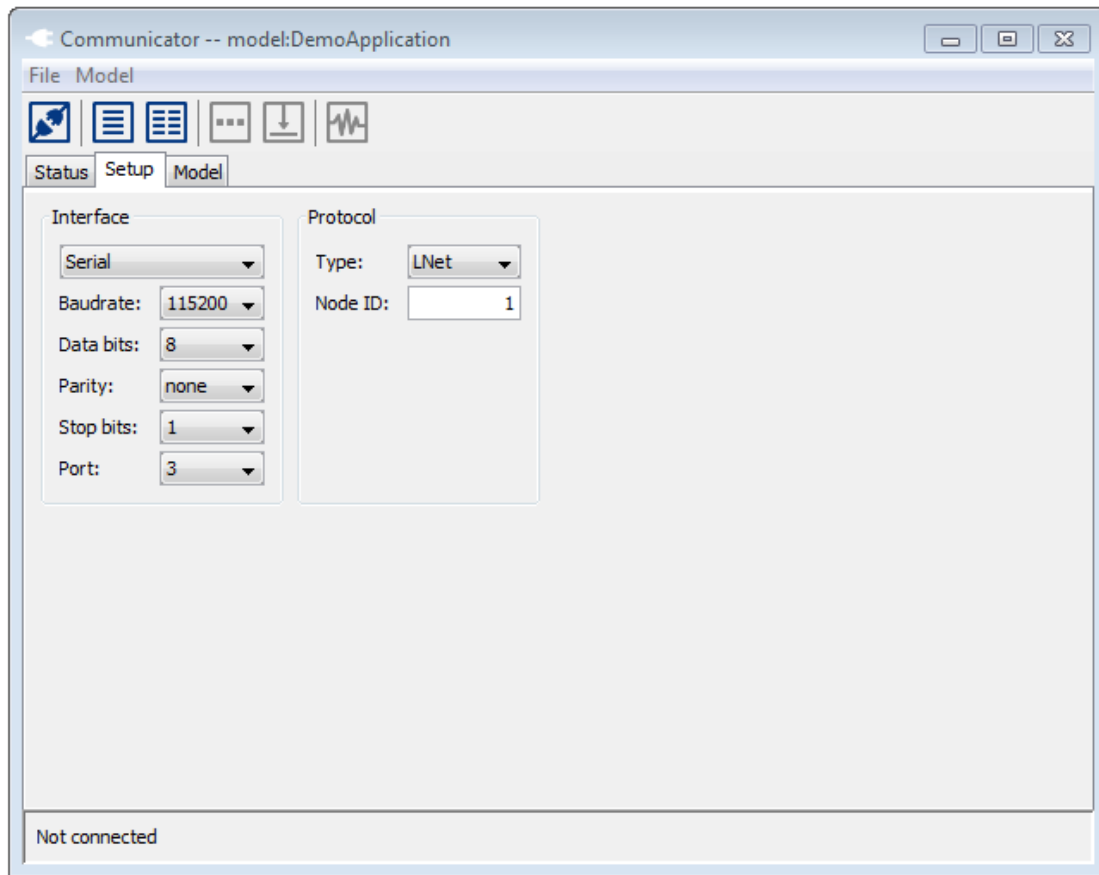 Communicator -- model:DemoApplication
File Model
Status Setup Model
Interface
Serial
Baudrate: 115200
Data bits: 8
Parity: none
Stop bits: 1
Port: 3
Protocol
Type: LNet
Node ID: 1
Not connected